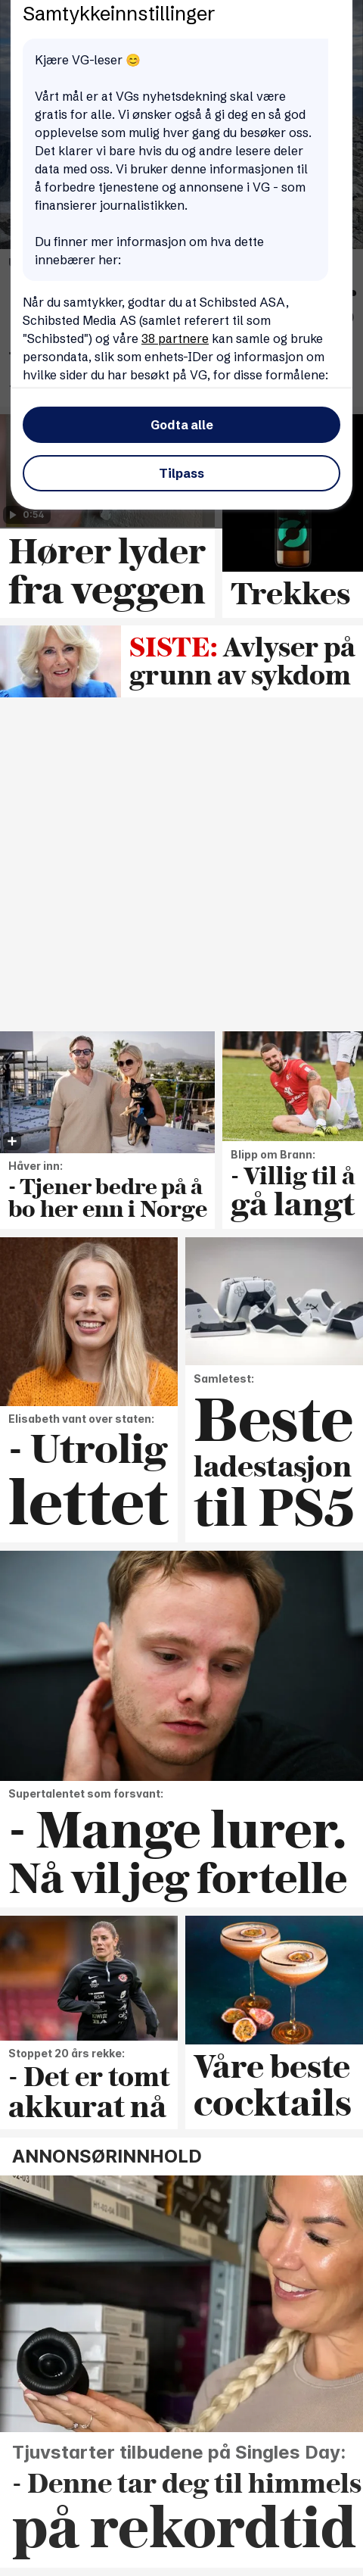 Samtykkeinnstillinger
Kjære VG-leser 😊
Vårt mål er at VGs nyhetsdekning skal være
gratis for alle. Vi ønsker også å gi deg en så god
opplevelse som mulig hver gang du besøker oss.
Det klarer vi bare hvis du og andre lesere deler
data med oss. Vi bruker denne informasjonen til
å forbedre tjenestene og annonsene i VG - som
finansierer journalistikken.
Du finner mer informasjon om hva dette
innebærer her:
Når du samtykker, godtar du at Schibsted ASA,
Schibsted Media AS (samlet referert til som
"Schibsted") og våre 38 partnere kan samle og bruke
persondata, slik som enhets-IDer og informasjon om
hvilke sider du har besøkt på VG, for disse formålene:
Godta alle
Tilpass
0:54
Hører lyder
fra veggen
Trekkes
SISTE: Avlyser på
grunn av sykdom
Håver inn:
- Tjener bedre på å
bo her enn i Norge
Blipp om Brann:
- Villig til å
gå langt
Elisabeth vant over staten:
- Utrolig
lettet
Samletest:
Beste
ladestasjon
til PS5
Supertalentet som forsvant:
- Mange lurer.
Nå vil jeg fortelle
Stoppet 20 års rekke:
- Det er tomt
akkurat nå
Våre beste
cocktails
ANNONSØRINNHOLD
Tjuvstarter tilbudene på Singles Day:
- Denne tar deg til himmels
på rekordtid